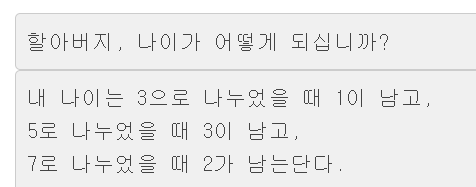 할아버지, 나이가 어떻게 되십니까?
내 나이는 3으로 나누었을 때 1이 남고,
5로 나누었을 때 3이 남고,
7로 나누었을 때 2가 남는단다.